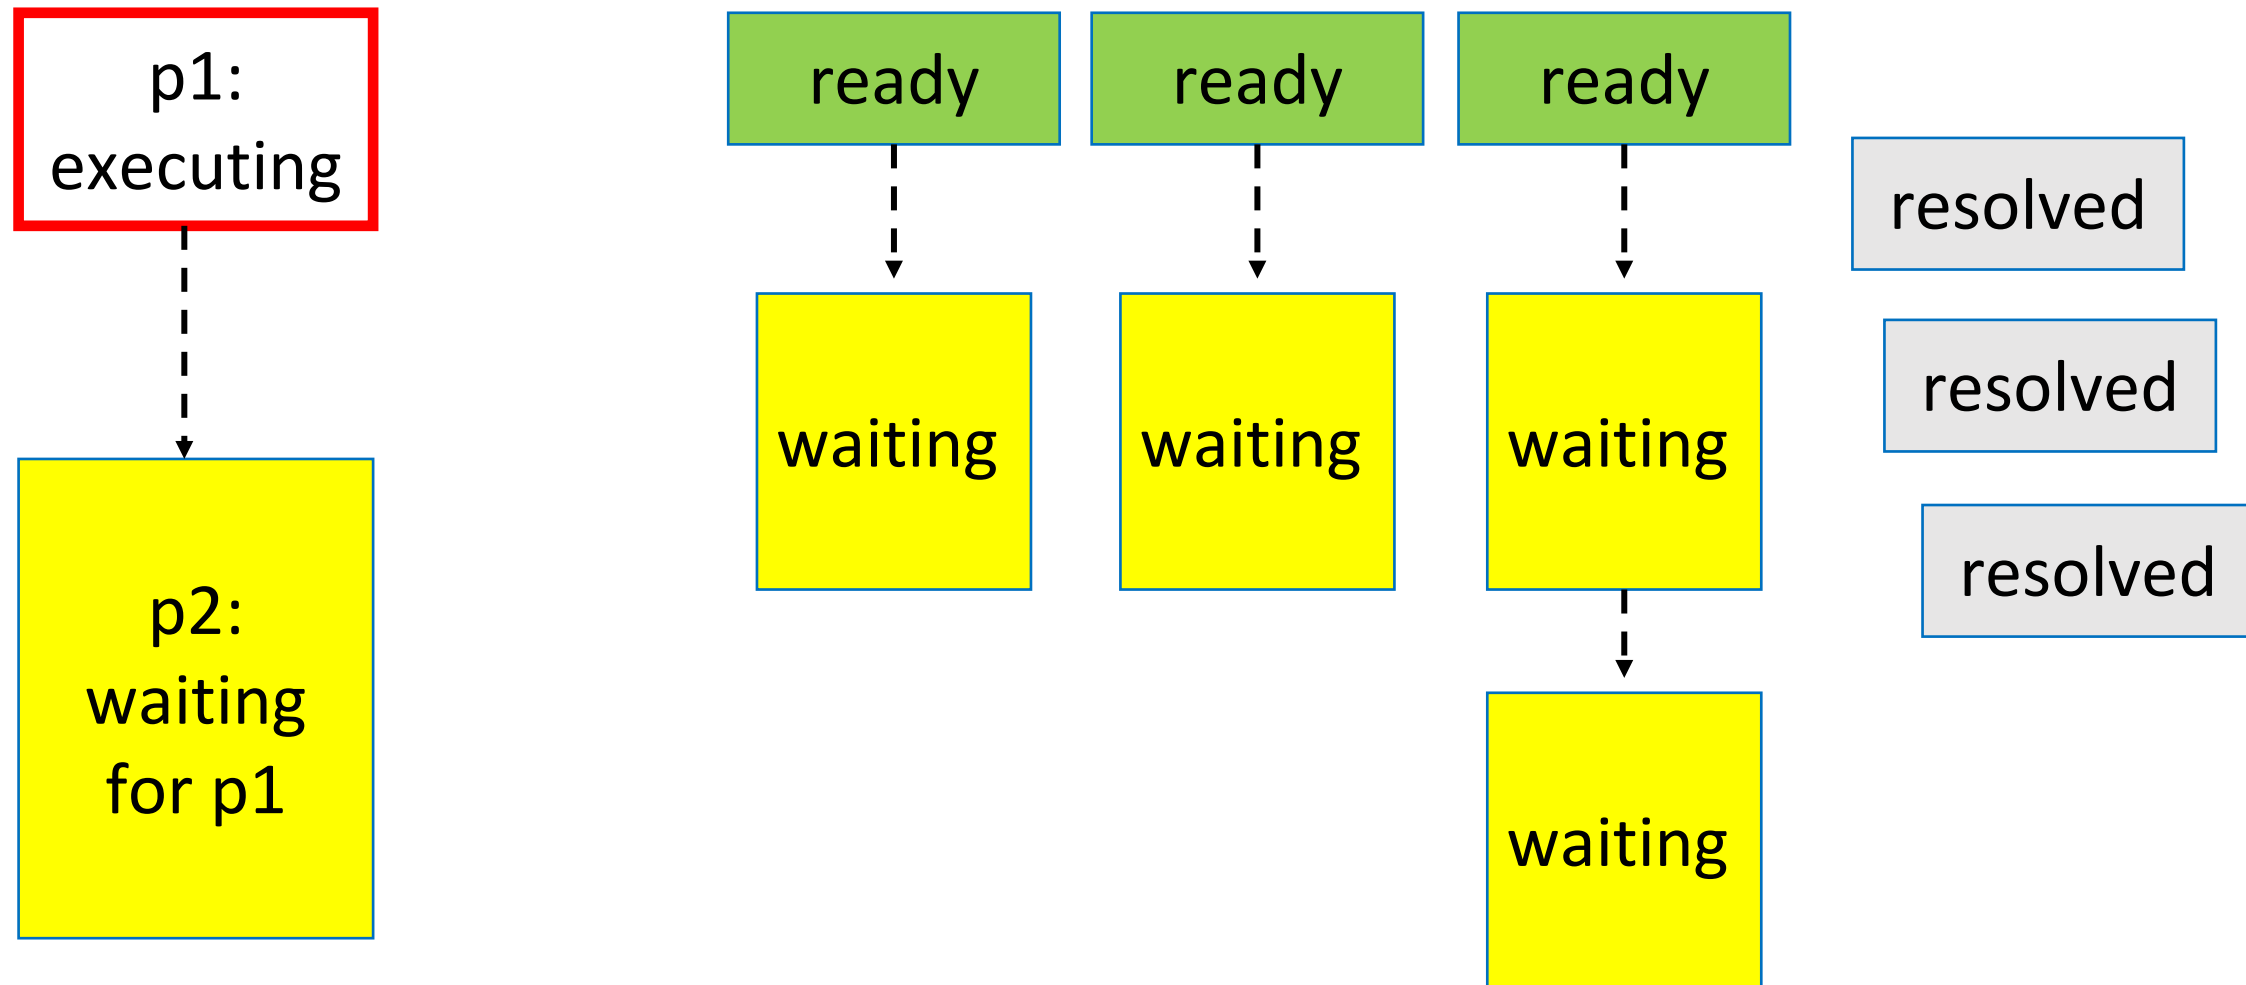 p1:
executing
p2:
waiting
for p1
ready
ready
ready
waiting
waiting
waiting
waiting
resolved
resolved
resolved